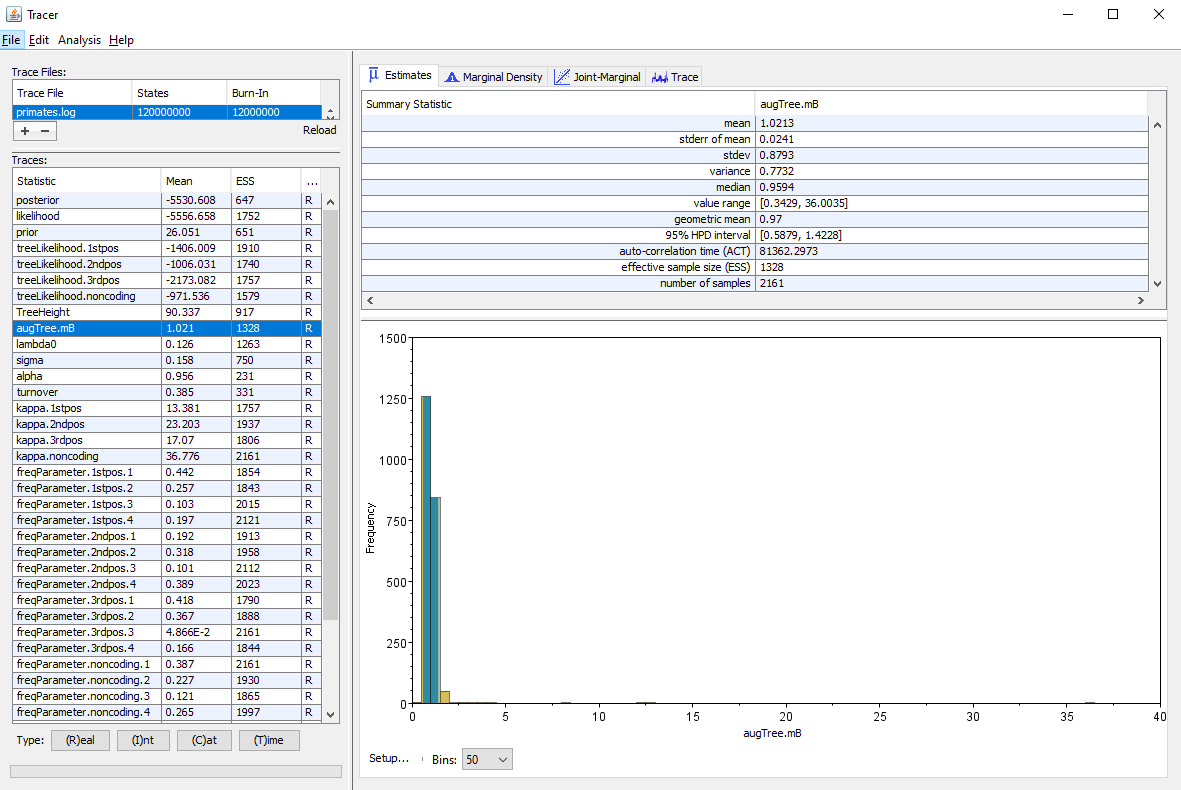 Tracer
File Edit Analysis Help
Trace Files:
Trace File States Burn-In
primates.log 120000000 12000000
+ − Reload
Traces:
Statistic Mean ESS ...
posterior -5530.608 647 R
likelihood -5556.658 1752 R
prior 26.051 651 R
treeLikelihood.1stpos -1406.009 1910 R
treeLikelihood.2ndpos -1006.031 1740 R
treeLikelihood.3rdpos -2173.082 1757 R
treeLikelihood.noncoding -971.536 1579 R
TreeHeight 90.337 917 R
augTree.mB 1.021 1328 R
lambda0 0.126 1263 R
sigma 0.158 750 R
alpha 0.956 231 R
turnover 0.385 331 R
kappa.1stpos 13.381 1757 R
kappa.2ndpos 23.203 1937 R
kappa.3rdpos 17.07 1806 R
kappa.noncoding 36.776 2161 R
freqParameter.1stpos.1 0.442 1854 R
freqParameter.1stpos.2 0.257 1843 R
freqParameter.1stpos.3 0.103 2015 R
freqParameter.1stpos.4 0.197 2121 R
freqParameter.2ndpos.1 0.192 1913 R
freqParameter.2ndpos.2 0.318 1958 R
freqParameter.2ndpos.3 0.101 2112 R
freqParameter.2ndpos.4 0.389 2023 R
freqParameter.3rdpos.1 0.418 1790 R
freqParameter.3rdpos.2 0.367 1888 R
freqParameter.3rdpos.3 4.866E-2 2161 R
freqParameter.3rdpos.4 0.166 1844 R
freqParameter.noncoding.1 0.387 2161 R
freqParameter.noncoding.2 0.227 1930 R
freqParameter.noncoding.3 0.121 1865 R
freqParameter.noncoding.4 0.265 1997 R
Type: (R)eal (I)nt (C)at (T)ime
Estimates Marginal Density Joint-Marginal Trace
Summary Statistic augTree.mB
mean 1.0213
stderr of mean 0.0241
stdev 0.8793
variance 0.7732
median 0.9594
value range [0.3429, 36.0035]
geometric mean 0.97
95% HPD interval [0.5879, 1.4228]
auto-correlation time (ACT) 81362.2973
effective sample size (ESS) 1328
number of samples 2161
1500
1250
1000
750
500
250
0
Frequency
0 5 10 15 20 25 30 35 40
augTree.mB
Setup... Bins: 50